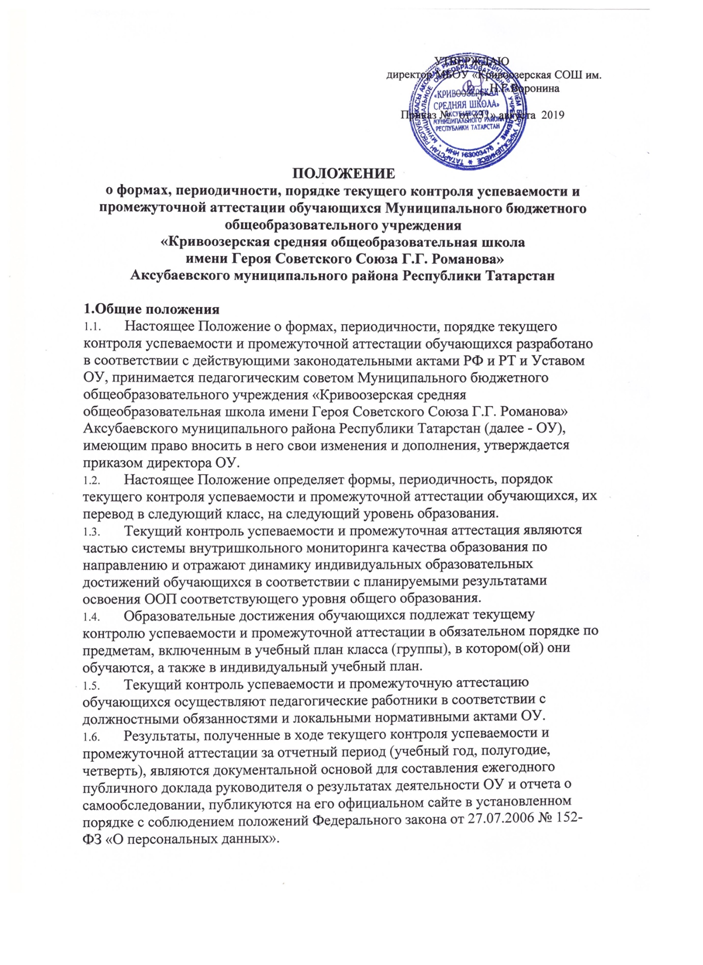 УТВЕРЖДАЮ
директор МБОУ «Кривоозерская СОШ им.
Н.Г.Воронина
Приказ № от «31» августа 2019
«КРИВООЗЕРСКАЯ
СРЕДНЯЯ ШКОЛА»
АКСУБАЕВСКОГО
МУНИЦИПАЛЬНОГО РАЙОНА
РЕСПУБЛИКИ ТАТАРСТАН
ПОЛОЖЕНИЕ
о формах, периодичности, порядке текущего контроля успеваемости и
промежуточной аттестации обучающихся Муниципального бюджетного
общеобразовательного учреждения
«Кривоозерская средняя общеобразовательная школа
имени Героя Советского Союза Г.Г. Романова»
Аксубаевского муниципального района Республики Татарстан
1.Общие положения
1.1. Настоящее Положение о формах, периодичности, порядке текущего
контроля успеваемости и промежуточной аттестации обучающихся разработано
в соответствии с действующими законодательными актами РФ и РТ и Уставом
ОУ, принимается педагогическим советом Муниципального бюджетного
общеобразовательного учреждения «Кривоозерская средняя
общеобразовательная школа имени Героя Советского Союза Г.Г. Романова»
Аксубаевского муниципального района Республики Татарстан (далее - ОУ),
имеющим право вносить в него свои изменения и дополнения, утверждается
приказом директора ОУ.
1.2. Настоящее Положение определяет формы, периодичность, порядок
текущего контроля успеваемости и промежуточной аттестации обучающихся, их
перевод в следующий класс, на следующий уровень образования.
1.3. Текущий контроль успеваемости и промежуточная аттестация являются
частью системы внутришкольного мониторинга качества образования по
направлению и отражают динамику индивидуальных образовательных
достижений обучающихся в соответствии с планируемыми результатами
освоения ООП соответствующего уровня общего образования.
1.4. Образовательные достижения обучающихся подлежат текущему
контролю успеваемости и промежуточной аттестации в обязательном порядке по
предметам, включенным в учебный план класса (группы), в котором(ой) они
обучаются, а также в индивидуальный учебный план.
1.5. Текущий контроль успеваемости и промежуточную аттестацию
обучающихся осуществляют педагогические работники в соответствии с
должностными обязанностями и локальными нормативными актами ОУ.
1.6. Результаты, полученные в ходе текущего контроля успеваемости и
промежуточной аттестации за отчетный период (учебный год, полугодие,
четверть), являются документальной основой для составления ежегодного
публичного доклада руководителя о результатах деятельности ОУ и отчета о
самообследовании, публикуются на его официальном сайте в установленном
порядке с соблюдением положений Федерального закона от 27.07.2006 № 152-
ФЗ «О персональных данных».